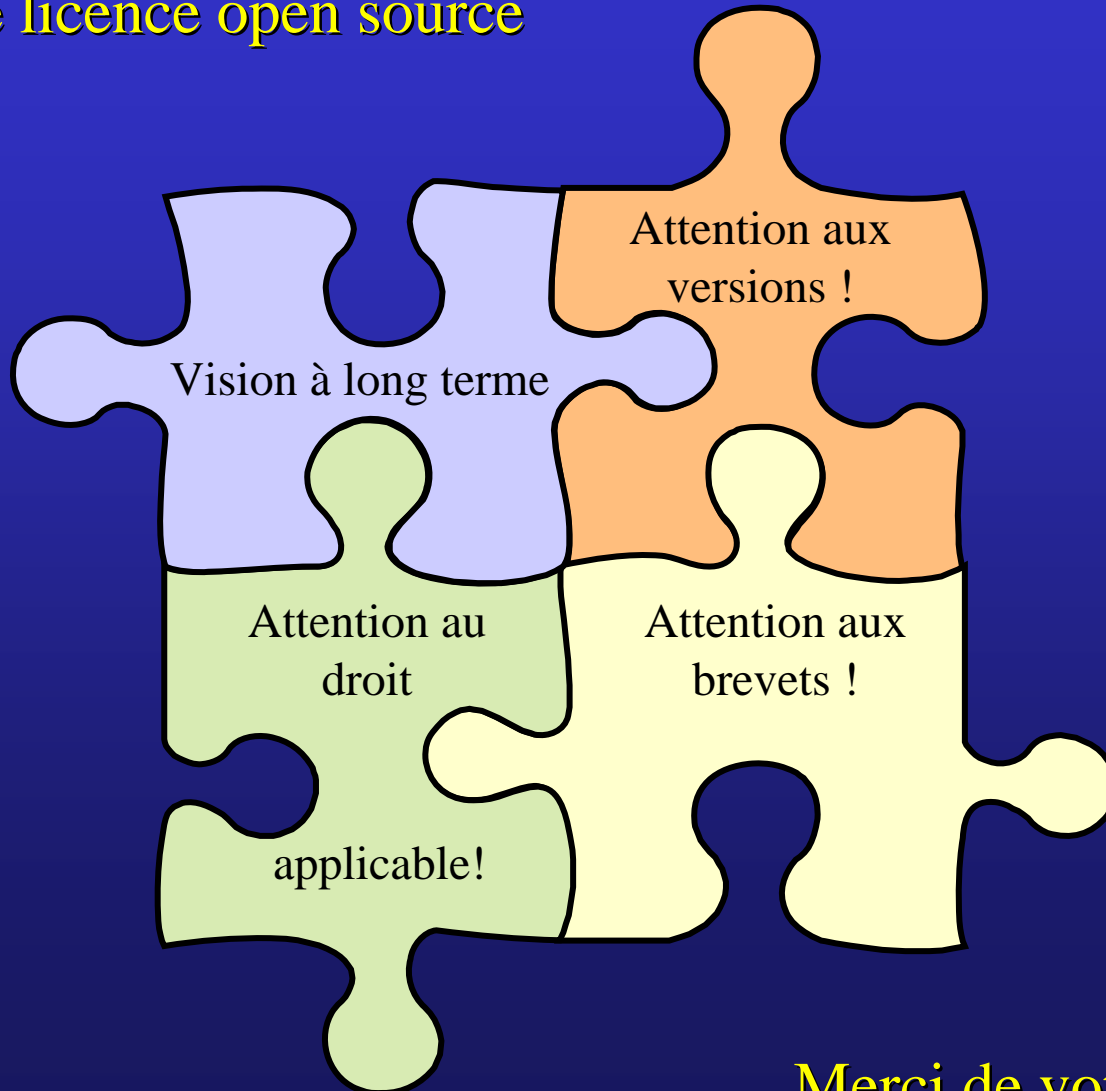 licence open source
Attention aux
versions !
Vision à long terme
Attention au
droit
Attention aux
brevets !
applicable!
Merci de